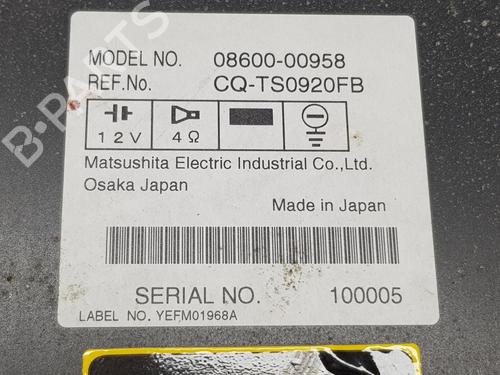 MODEL NO. 08600-00958
REF.No. CQ-TS0920FB
12V 4Ω
Matsushita Electric Industrial Co.,Ltd.
Osaka Japan
Made in Japan
SERIAL NO. 100005
LABEL NO. YEFM01968A
B-PARTS